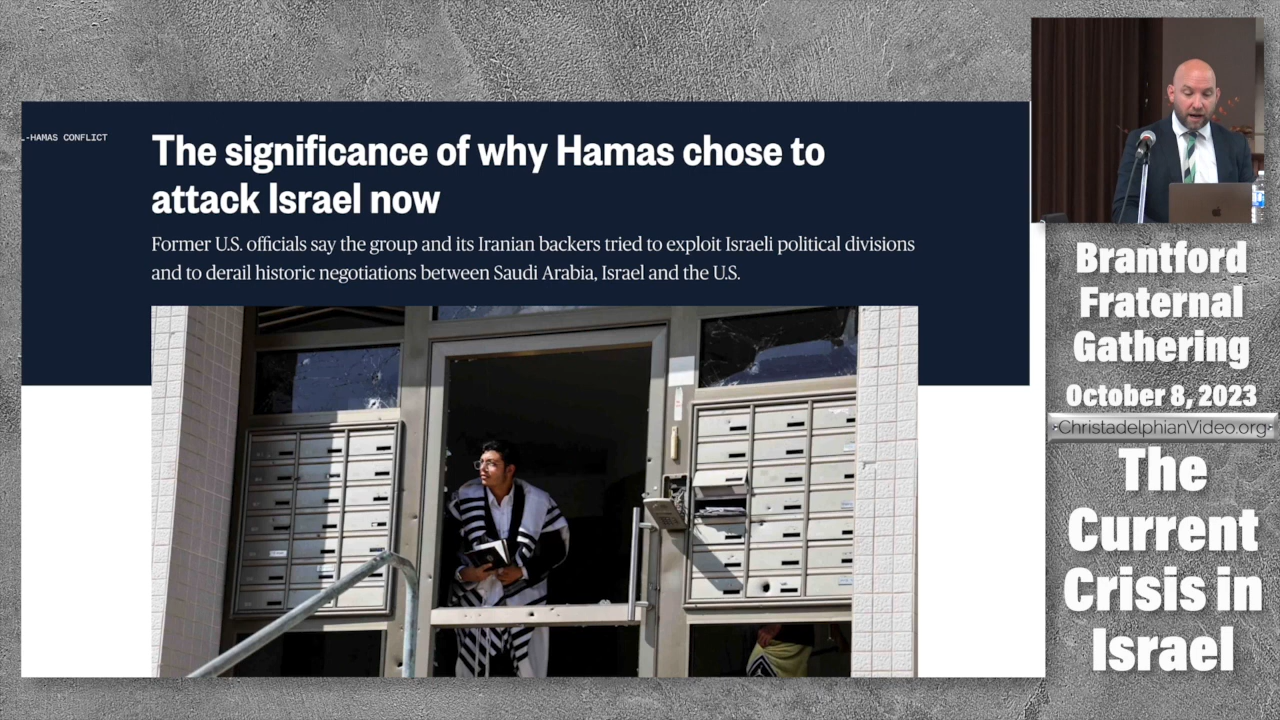 -HAMAS CONFLICT
The significance of why Hamas chose to
attack Israel now
Former U.S. officials say the group and its Iranian backers tried to exploit Israeli political divisions
and to derail historic negotiations between Saudi Arabia, Israel and the U.S.
Brantford
Fraternal
Gathering
October 8, 2023
ChristadelphianVideo.org
The
Current
Crisis in
Israel